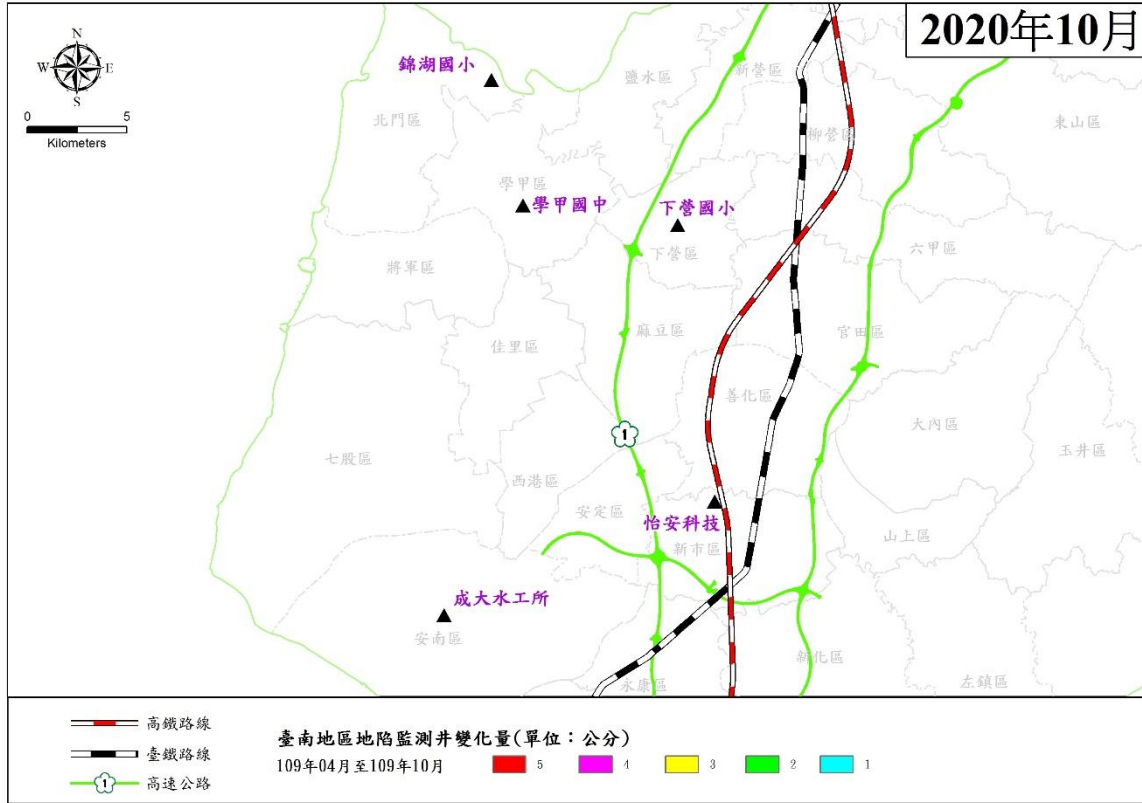 2020年10月
N
W E
S
0 5
Kilometers
錦湖國小
鹽水區
新營區
北門區
東山區
柳營區
學甲區
學甲國中
下營國小
下營區
六甲區
將軍區
麻豆區
官田區
佳里區
善化區
大內區
1
玉井區
七股區
西港區
安定區
怡安科技
新市區
山上區
成大水工所
安南區
新化區
永康區
左鎮區
高鐵路線
臺鐵路線
1 高速公路
臺南地區地陷監測井變化量(單位：公分)
109年04月至109年10月 5 4 3 2 1